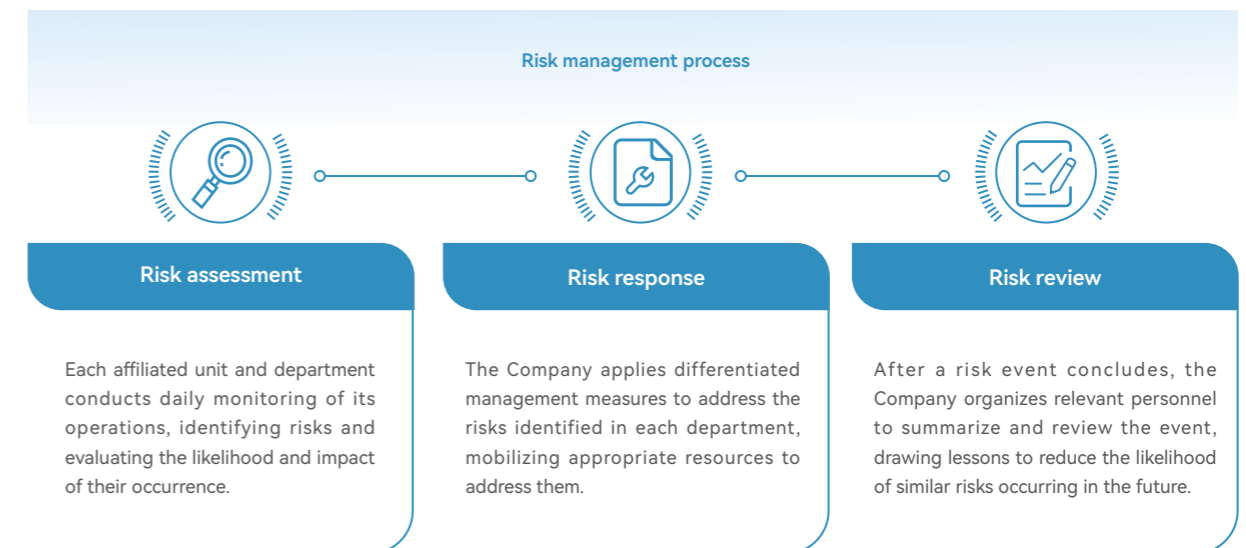 Risk management process
Risk assessment
Each affiliated unit and department
conducts daily monitoring of its
operations, identifying risks and
evaluating the likelihood and impact
of their occurrence.
Risk response
The Company applies differentiated
management measures to address the
risks identified in each department,
mobilizing appropriate resources to
address them.
Risk review
After a risk event concludes, the
Company organizes relevant personnel
to summarize and review the event,
drawing lessons to reduce the likelihood
of similar risks occurring in the future.